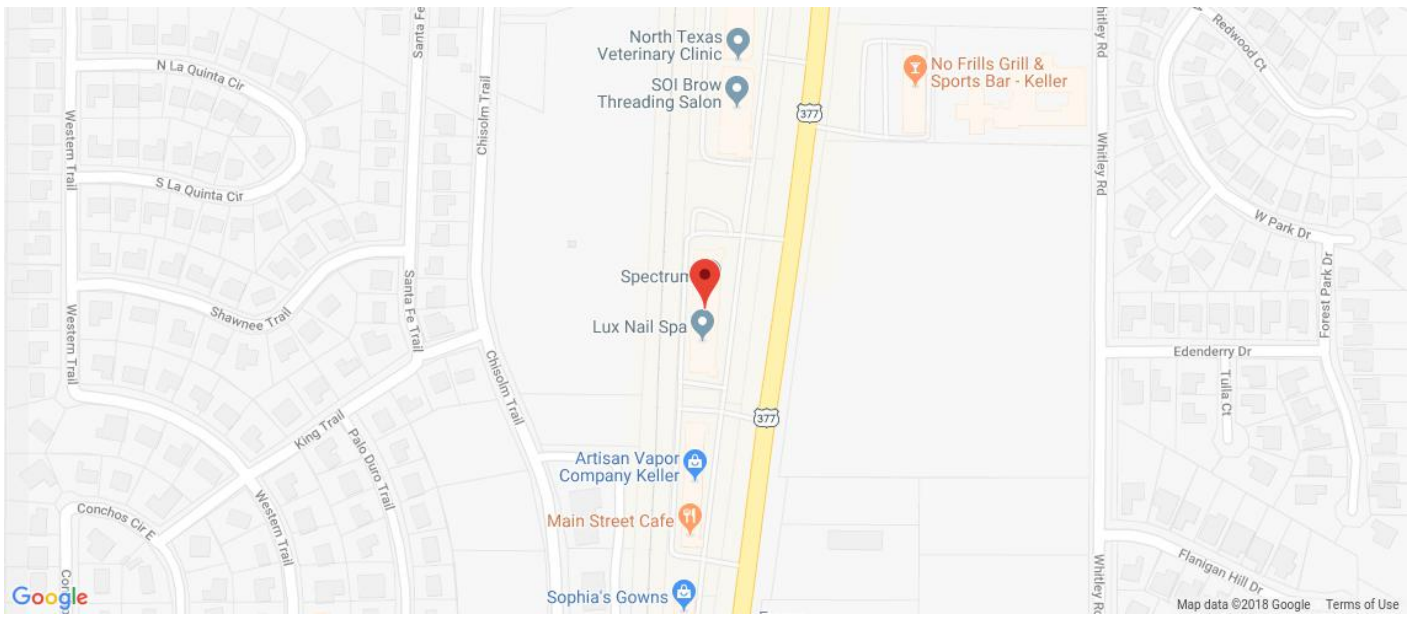 North Texas
Veterinary Clinic
SOI Brow
Threading Salon
No Frills Grill &
Sports Bar - Keller
377
Spectrum
Lux Nail Spa
377
Artisan Vapor
Company Keller
Main Street Cafe
Sophia's Gowns
N La Quinta Cir
S La Quinta Cir
Western Trail
Western Trail
Western Trail
Shawnee Trail
Santa Fe
Santa Fe Trail
Chisolm Trail
Chisolm Trail
King Trail
Palo Duro Trail
Conchos Cir E
Whitley Rd
Whitley Rd
Redwood Ct
W Park Dr
Forest Park Dr
Edenderry Dr
Flanigan Hill Dr
Google
Map data ©2018 Google
Terms of Use